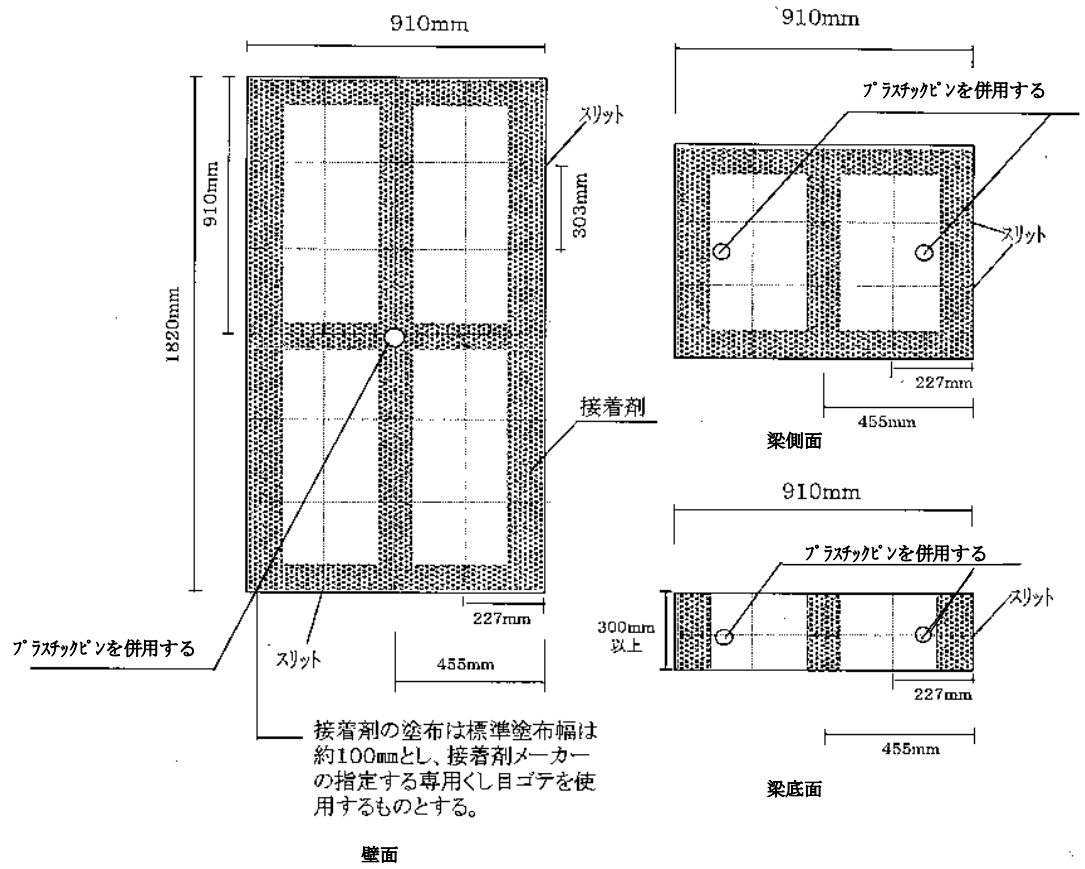 910mm
スリット
910mm
303mm
1820mm
接着剤
227mm
プラスチックピンを併用する
スリット
455mm
接着剤の塗布は標準塗布幅は
約100mmとし、接着剤メーカー
の指定する専用くし目ゴテを使
用するものとする。
壁面
910mm
プラスチックピンを併用する
スリット
227mm
455mm
梁側面
910mm
プラスチックピンを併用する
スリット
300mm
以上
227mm
455mm
梁底面